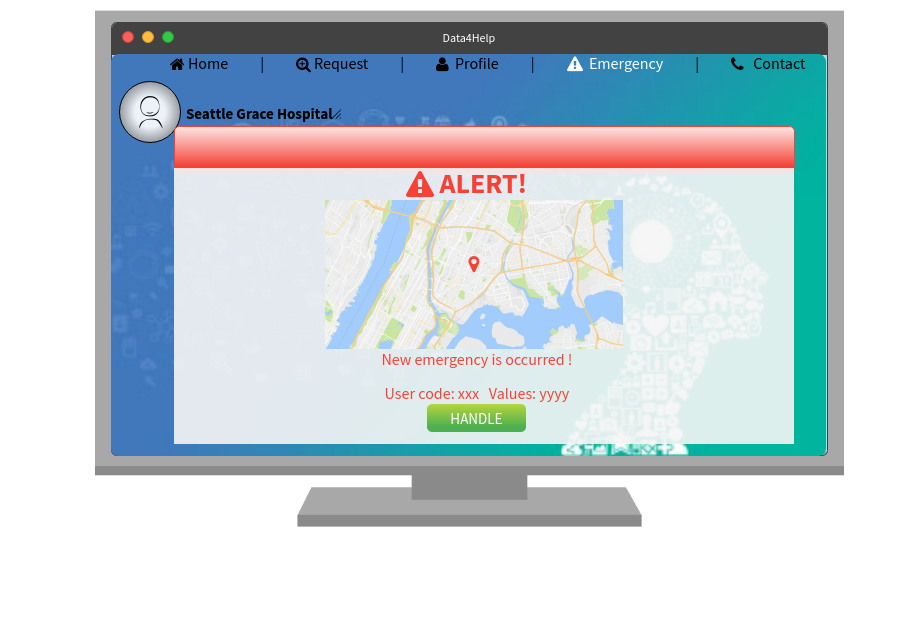 Data4Help
Home | Request | Profile | Emergency | Contact
Seattle Grace Hospital
ALERT!
New emergency is occurred !
User code: xxx Values: yyyy
HANDLE